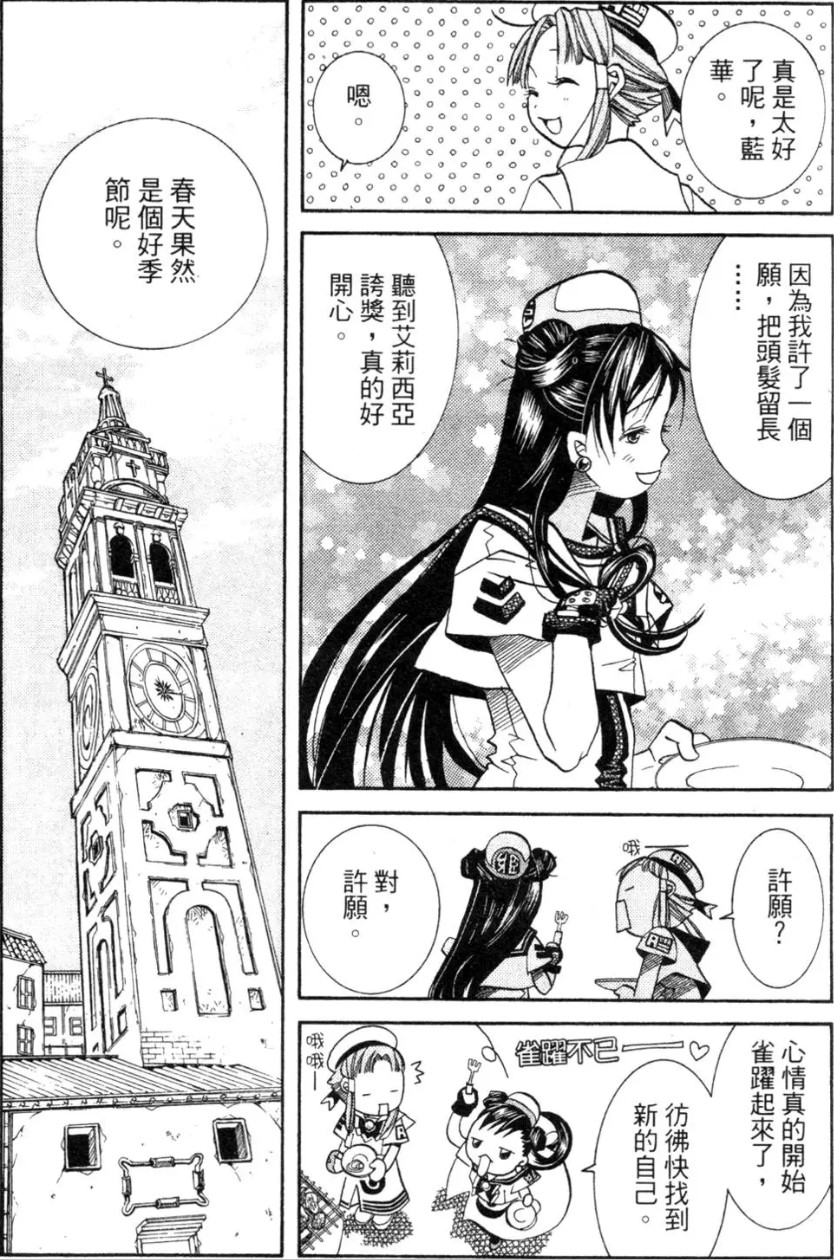 真是太好
了呢，藍
華。
嗯。
因為我許了一個
願，把頭髮留長
……
聽到艾莉西亞
誇獎，真的好
開心。
許願？
哦——
對，
許願。
心情真的開始
雀躍起來了，
雀躍不已——♡
彷彿快找到
新的自己。
哦
哦—
春天果然
是個好季
節呢。